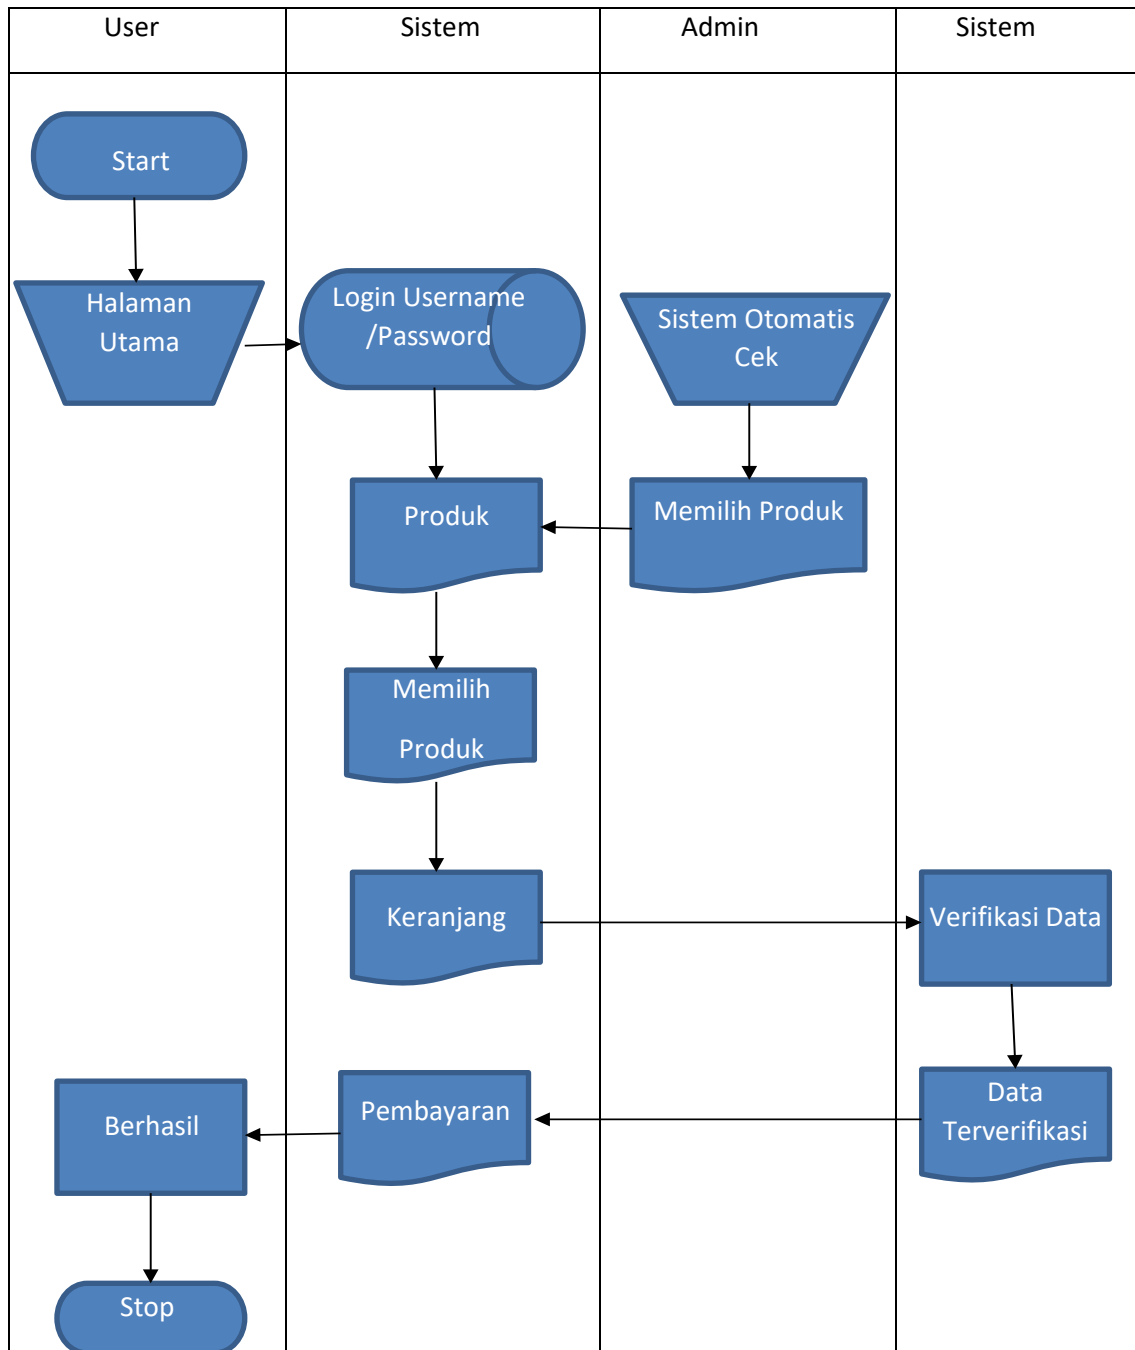 User
Sistem
Admin
Sistem
Start
Halaman
Utama
Login Username
/Password
Sistem Otomatis
Cek
Produk
Memilih Produk
Memilih
Produk
Keranjang
Verifikasi Data
Berhasil
Pembayaran
Data
Terverifikasi
Stop